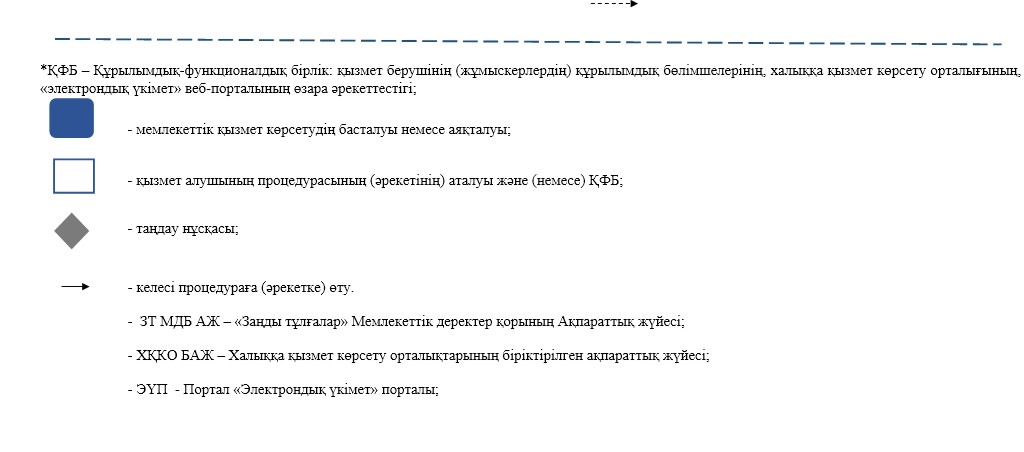 *ҚФБ – Құрылымдық-функционалдық бірлік: қызмет берушінің (жұмыскерлердің) құрылымдық бөлімшелерінің, халыққа қызмет көрсету орталығының,
«электрондық үкімет» веб-порталының өзара әрекеттестігі;
- мемлекеттік қызмет көрсетудің басталуы немесе аяқталуы;
- қызмет алушының процедурасының (әрекетінің) аталуы және (немесе) ҚФБ;
- таңдау нұсқасы;
- келесі процедураға (әрекетке) өту.
- ЗТ МДБ АЖ – «Заңды тұлғалар» Мемлекеттік деректер қорының Ақпараттық жүйесі;
- ХҚКО БАЖ – Халыққа қызмет көрсету орталықтарының біріктірілген ақпараттық жүйесі;
- ЭҮП - Портал «Электрондық үкімет» порталы;